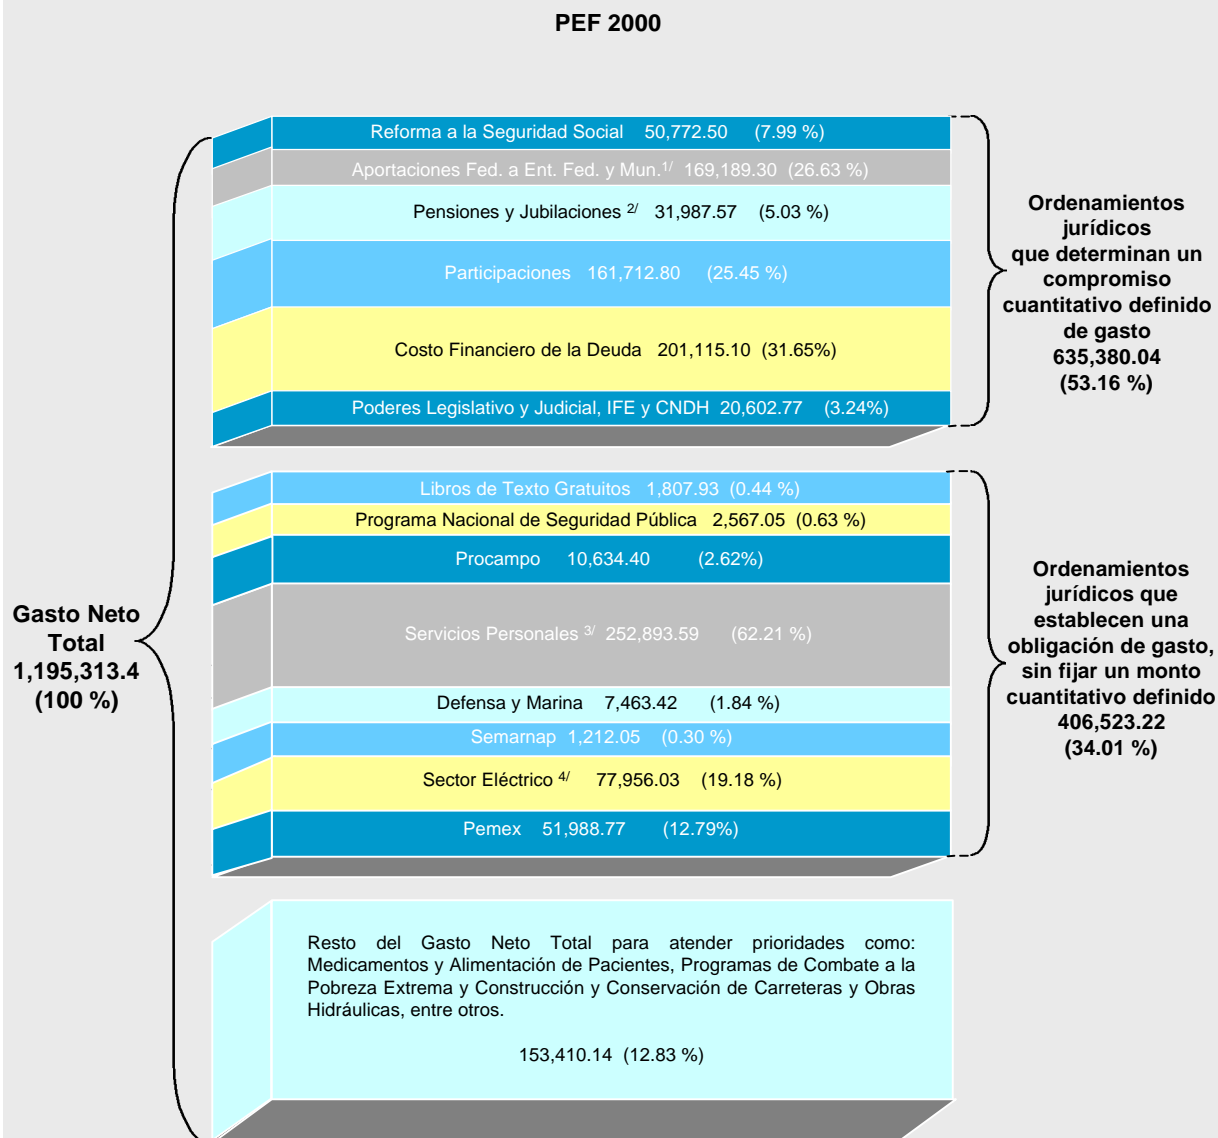 PEF 2000
Reforma a la Seguridad Social 50,772.50 (7.99 %)
Aportaciones Fed. a Ent. Fed. y Mun.1/ 169,189.30 (26.63 %)
Pensiones y Jubilaciones 2/ 31,987.57 (5.03 %)
Participaciones 161,712.80 (25.45 %)
Costo Financiero de la Deuda 201,115.10 (31.65%)
Poderes Legislativo y Judicial, IFE y CNDH 20,602.77 (3.24%)
Ordenamientos
jurídicos
que determinan un
compromiso
cuantitativo definido
de gasto
635,380.04
(53.16 %)
Libros de Texto Gratuitos 1,807.93 (0.44 %)
Programa Nacional de Seguridad Pública 2,567.05 (0.63 %)
Procampo 10,634.40 (2.62%)
Servicios Personales 3/ 252,893.59 (62.21 %)
Defensa y Marina 7,463.42 (1.84 %)
Semarnap 1,212.05 (0.30 %)
Sector Eléctrico 4/ 77,956.03 (19.18 %)
Pemex 51,988.77 (12.79%)
Ordenamientos
jurídicos que
establecen una
obligación de gasto,
sin fijar un monto
cuantitativo definido
406,523.22
(34.01 %)
Gasto Neto
Total
1,195,313.4
(100 %)
Resto del Gasto Neto Total para atender prioridades como:
Medicamentos y Alimentación de Pacientes, Programas de Combate a la
Pobreza Extrema y Construcción y Conservación de Carreteras y Obras
Hidráulicas, entre otros.
153,410.14 (12.83 %)